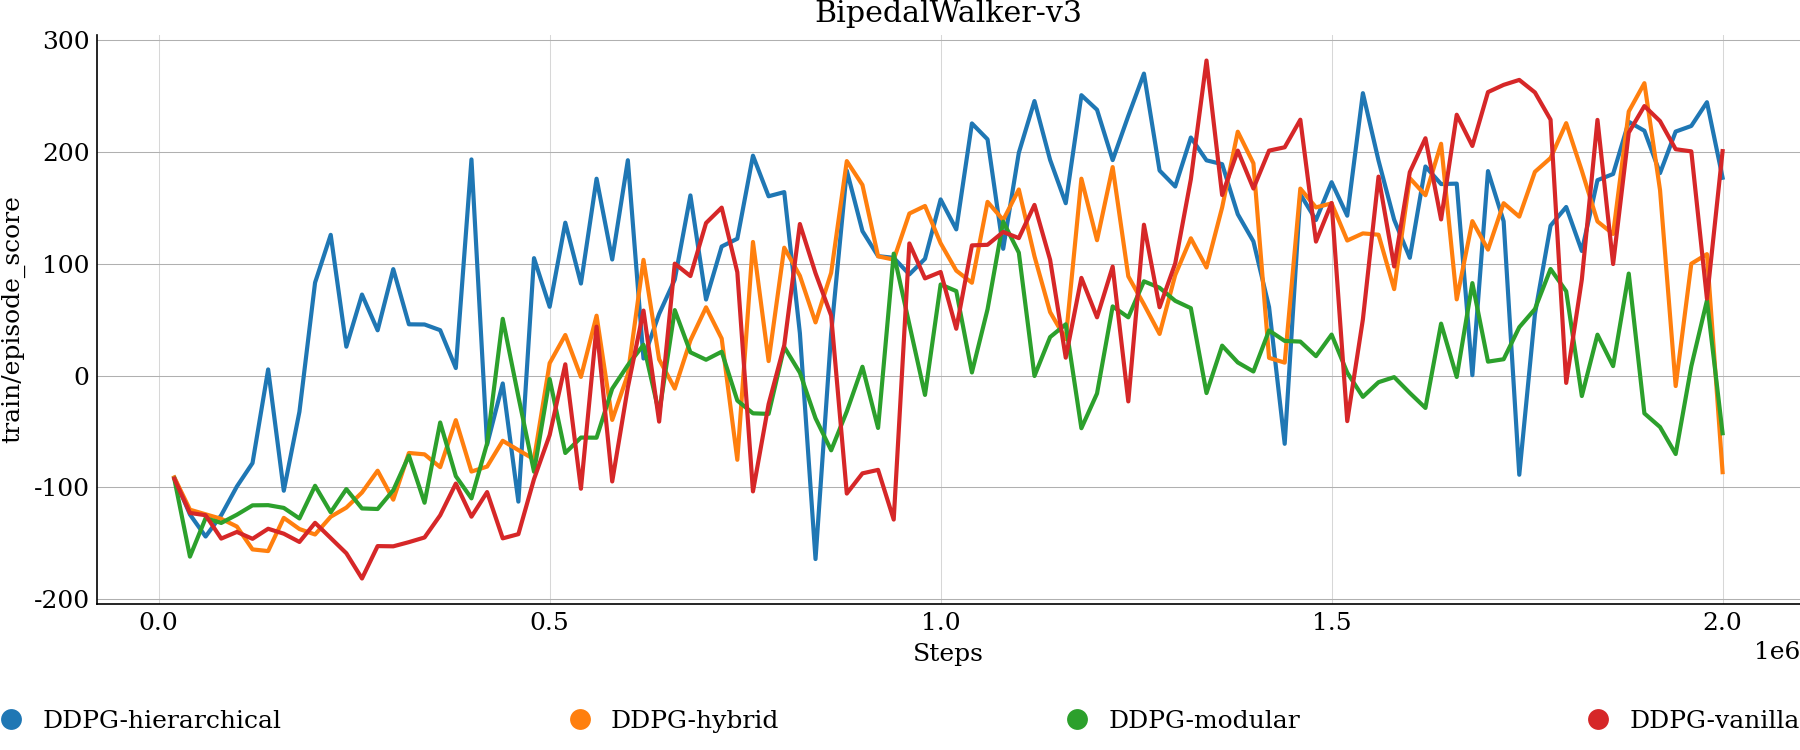 BipedalWalker-v3
train/episode_score
300
200
100
0
-100
-200
0.0
0.5
1.0
1.5
2.0
Steps
1e6
DDPG-hierarchical
DDPG-hybrid
DDPG-modular
DDPG-vanilla